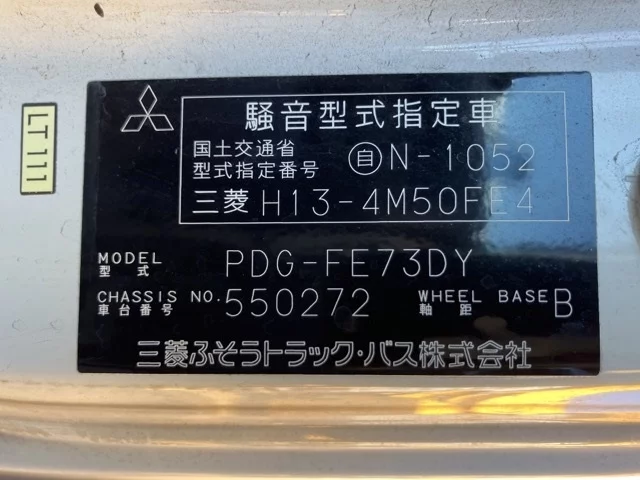 LT111
騒音型式指定車
国土交通省
型式指定番号 自N-1052
三菱 H13-4M50FE4
MODEL
型式 PDG-FE73DY
CHASSIS NO.
車台番号 550272
WHEEL BASE
軸距 B
三菱ふそうトラック・バス株式会社